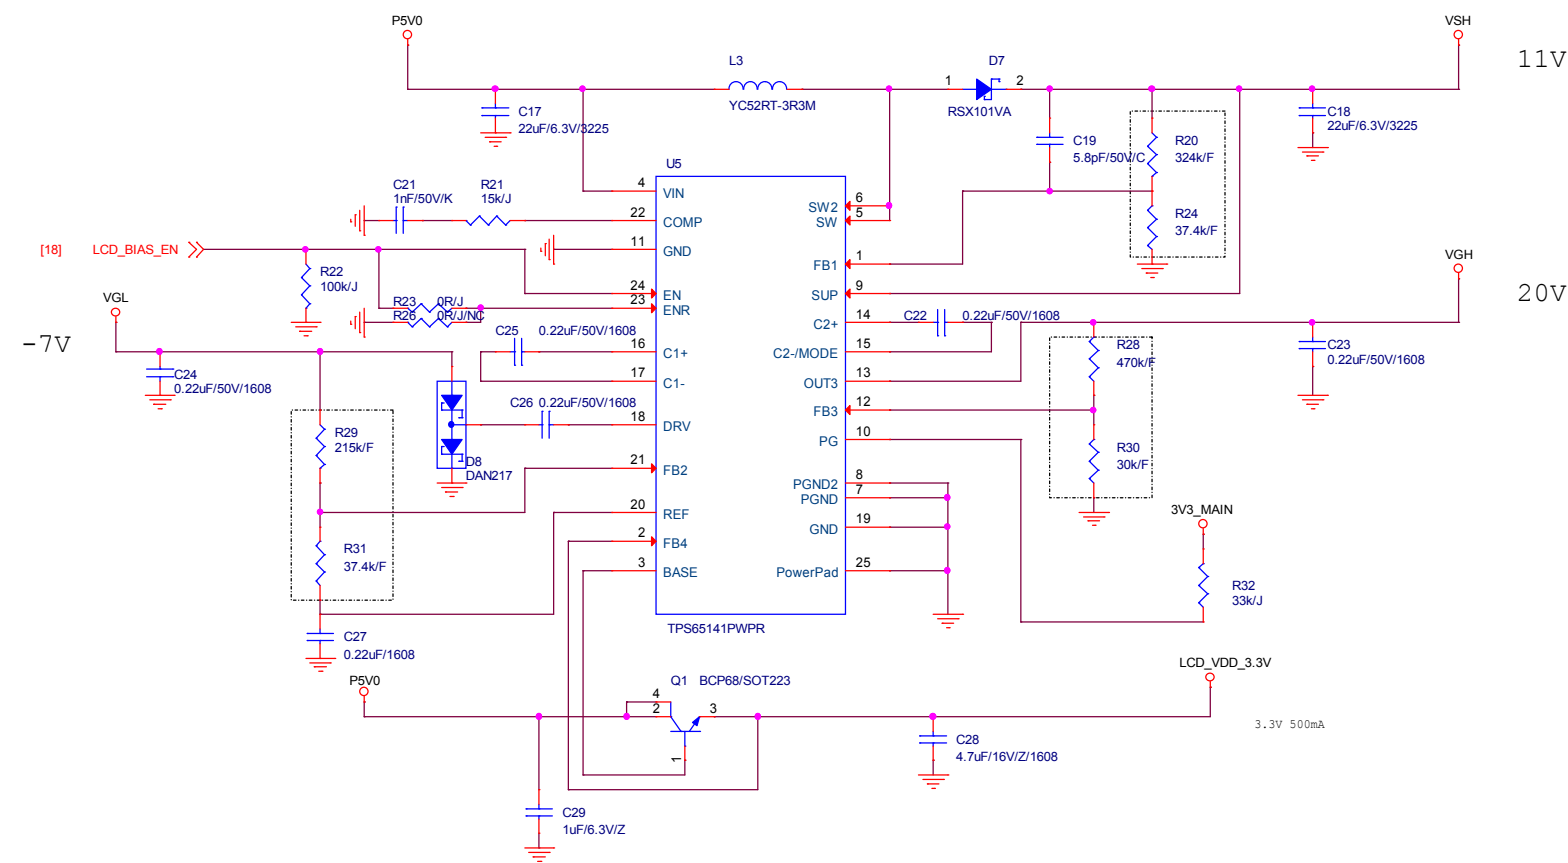 P5V0
VSH
11V
L3
YC52RT-3R3M
D7
1
2
RSX101VA
C17
22uF/6.3V/3225
C18
22uF/6.3V/3225
C19
5.8pF/50V/C
R20
324k/F
R24
37.4k/F
U5
C21
1nF/50V/K
R21
15k/J
4
VIN
22
COMP
11
GND
24
EN
23
ENR
16
C1+
17
C1-
18
DRV
21
FB2
20
REF
2
FB4
3
BASE
SW2
6
SW
5
FB1
1
SUP
9
C2+
14
C2-/MODE
15
OUT3
13
FB3
12
PG
10
PGND2
8
PGND
7
GND
19
PowerPad
25
TPS65141PWPR
[18]
LCD_BIAS_EN
R22
100k/J
R23
0R/J
R26
0R/J/NC
VGL
-7V
C24
0.22uF/50V/1608
C25
0.22uF/50V/1608
C26
0.22uF/50V/1608
D8
DAN217
R29
215k/F
R31
37.4k/F
C27
0.22uF/1608
VGH
20V
C22
0.22uF/50V/1608
C23
0.22uF/50V/1608
R28
470k/F
R30
30k/F
3V3_MAIN
R32
33k/J
P5V0
Q1
BCP68/SOT223
4
2
3
1
LCD_VDD_3.3V
3.3V 500mA
C28
4.7uF/16V/Z/1608
C29
1uF/6.3V/Z